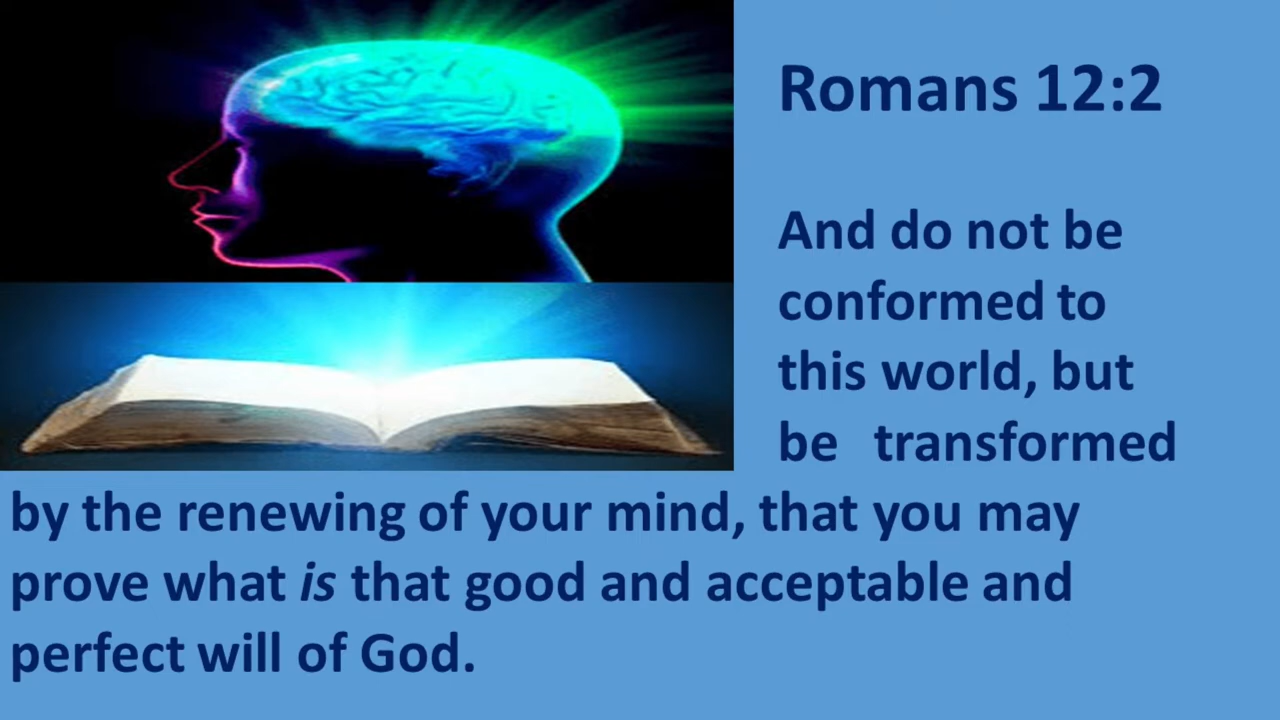 Romans 12:2
And do not be
conformed to
this world, but
be transformed
by the renewing of your mind, that you may
prove what is that good and acceptable and
perfect will of God.